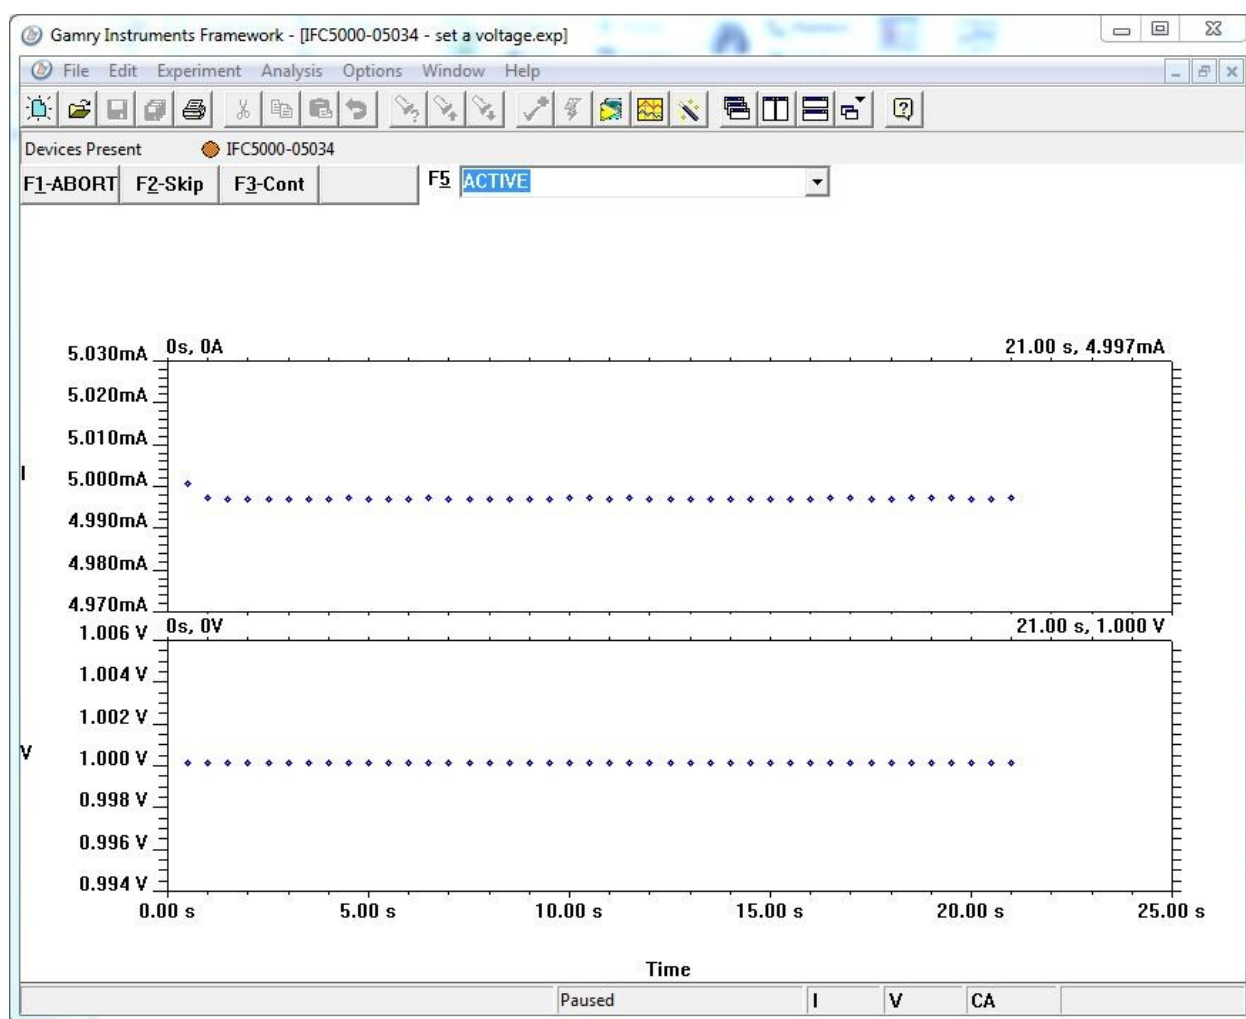 Gamry Instruments Framework - [IFC5000-05034 - set a voltage.exp]
File Edit Experiment Analysis Options Window Help
Devices Present IFC5000-05034
F1-ABORT F2-Skip F3-Cont F5 ACTIVE
0s, 0A 21.00 s, 4.997mA
5.030mA
5.020mA
5.010mA
I 5.000mA
4.990mA
4.980mA
4.970mA
0s, 0V 21.00 s, 1.000 V
1.006 V
1.004 V
1.002 V
V 1.000 V
0.998 V
0.996 V
0.994 V
0.00 s 5.00 s 10.00 s 15.00 s 20.00 s 25.00 s
Time
Paused I V CA